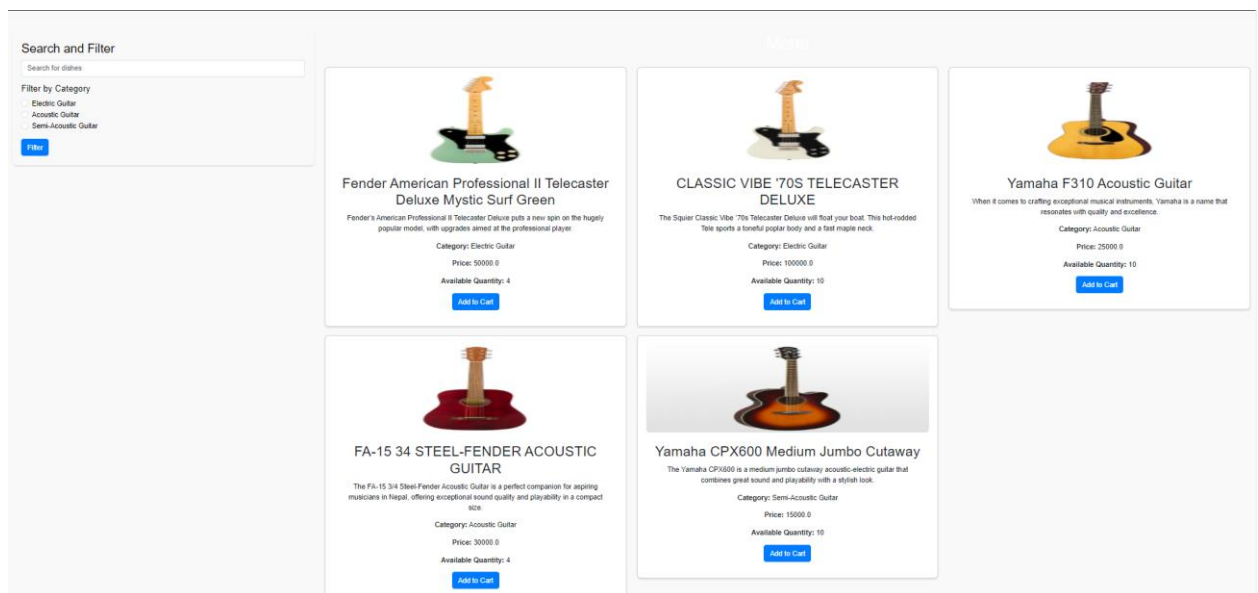 Search and Filter
Search for dishes
Filter by Category
Electric Guitar
Acoustic Guitar
Semi-Acoustic Guitar
Filter
Menu
Fender American Professional II Telecaster
Deluxe Mystic Surf Green
Fender's American Professional II Telecaster Deluxe puts a new spin on the hugely
popular model, with upgrades aimed at the professional player.
Category: Electric Guitar
Price: 50000.0
Available Quantity: 4
Add to Cart
CLASSIC VIBE '70S TELECASTER
DELUXE
The Squier Classic Vibe '70s Telecaster Deluxe will float your boat. This hot-rodded
Tele sports a toneful poplar body and a fast maple neck.
Category: Electric Guitar
Price: 100000.0
Available Quantity: 10
Add to Cart
Yamaha F310 Acoustic Guitar
When it comes to crafting exceptional musical instruments, Yamaha is a name that
resonates with quality and excellence.
Category: Acoustic Guitar
Price: 25000.0
Available Quantity: 10
Add to Cart
FA-15 34 STEEL-FENDER ACOUSTIC
GUITAR
The FA-15 3/4 Steel-Fender Acoustic Guitar is a perfect companion for aspiring
musicians in Nepal, offering exceptional sound quality and playability in a compact
size.
Category: Acoustic Guitar
Price: 30000.0
Available Quantity: 4
Add to Cart
Yamaha CPX600 Medium Jumbo Cutaway
The Yamaha CPX600 is a medium jumbo cutaway acoustic-electric guitar that
combines great sound and playability with a stylish look.
Category: Semi-Acoustic Guitar
Price: 15000.0
Available Quantity: 10
Add to Cart